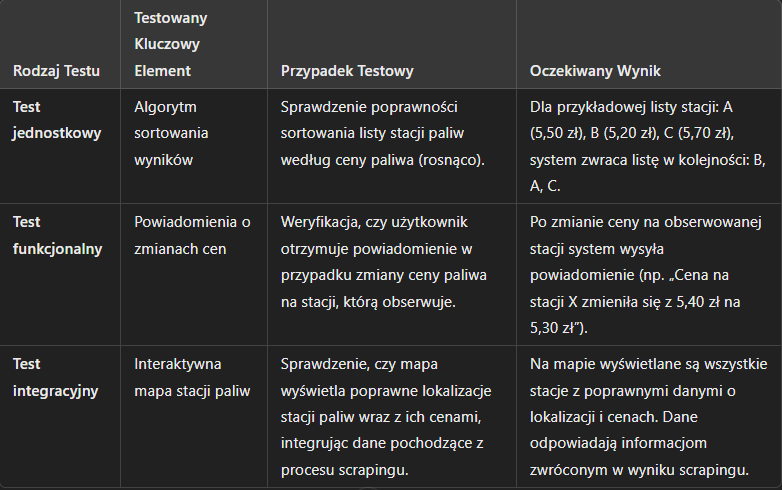 Rodzaj Testu
Testowany
Kluczowy
Element
Przypadek Testowy
Oczekiwany Wynik
Test
jednostkowy
Algorytm
sortowania
wyników
Sprawdzenie poprawności
sortowania listy stacji paliw
według ceny paliwa (rosnąco).
Dla przykładowej listy stacji: A
(5,50 zł), B (5,20 zł), C (5,70 zł),
system zwraca listę w kolejności: B,
A, C.
Test
funkcjonalny
Powiadomienia o
zmianach cen
Weryfikacja, czy użytkownik
otrzymuje powiadomienie w
przypadku zmiany ceny paliwa
na stacji, którą obserwuje.
Po zmianie ceny na obserwowanej
stacji system wysyła
powiadomienie (np. „Cena na
stacji X zmieniła się z 5,40 zł na
5,30 zł”).
Test
integracyjny
Interaktywna
mapa stacji paliw
Sprawdzenie, czy mapa
wyświetla poprawne lokalizacje
stacji paliw wraz z ich cenami,
integrując dane pochodzące z
procesu scrapingu.
Na mapie wyświetlane są wszystkie
stacje z poprawnymi danymi o
lokalizacji i cenach. Dane
odpowiadają informacjom
zwróconym w wyniku scrapingu.